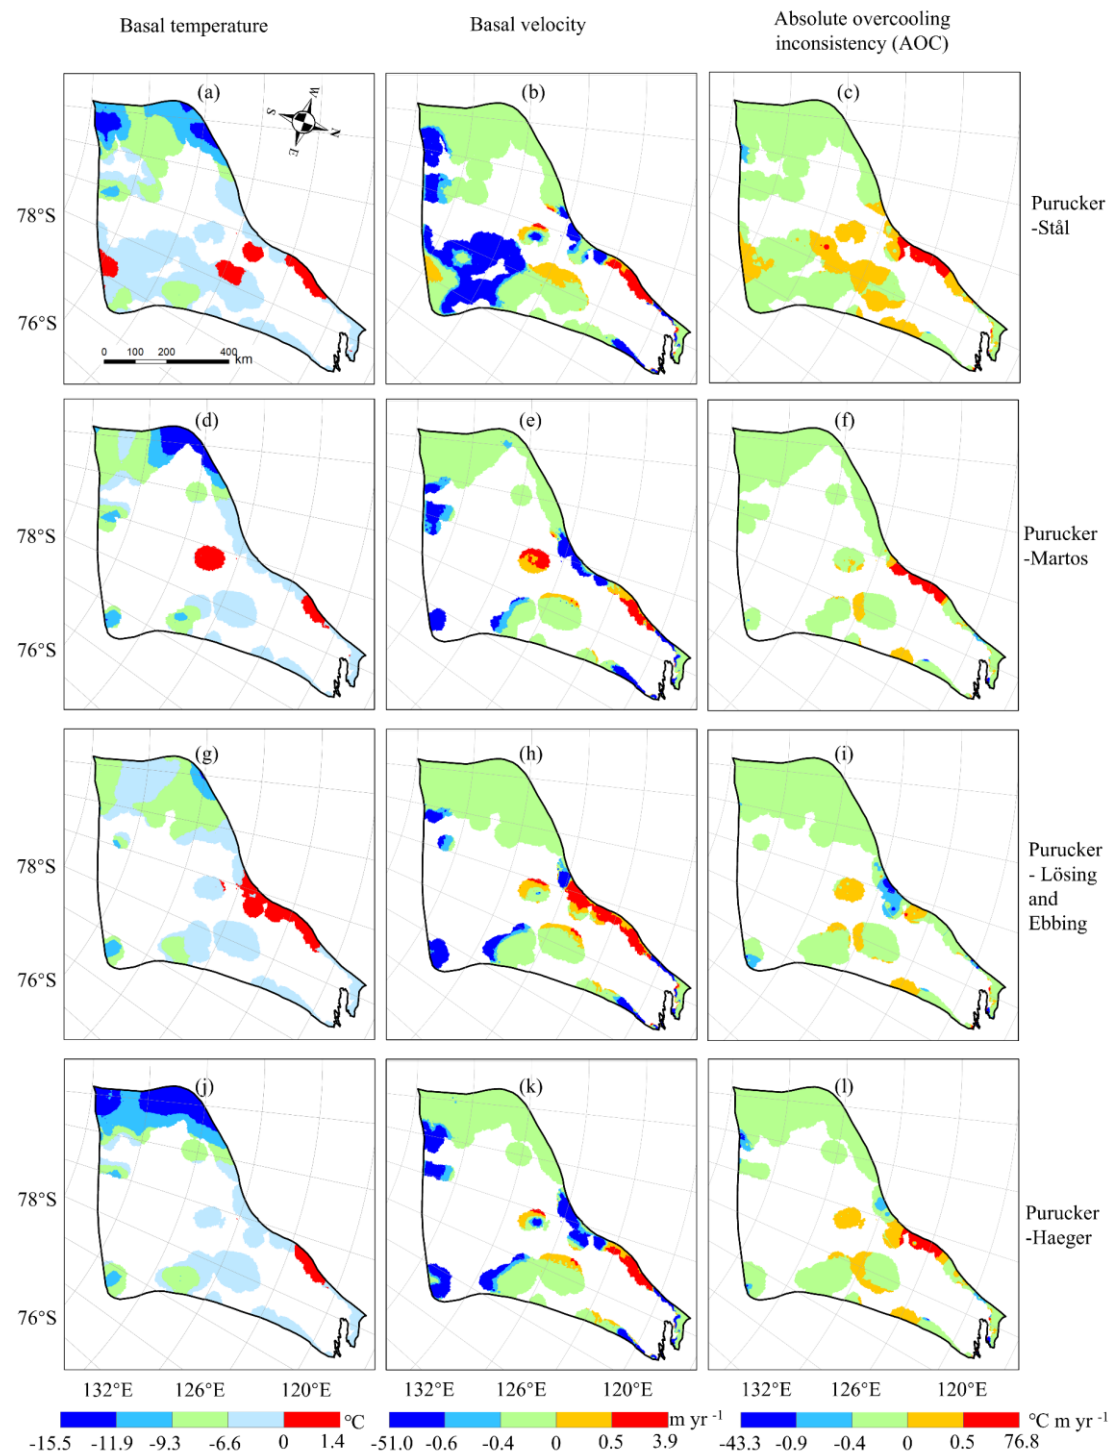 Basal temperature
Basal velocity
Absolute overcooling
inconsistency (AOC)
(a)
(b)
(c)
W
S
N
E
78°S
76°S
0 100 200 400
km
Purucker
-Stål
(d)
(e)
(f)
78°S
76°S
Purucker
-Martos
(g)
(h)
(i)
78°S
76°S
Purucker
- Lösing
and
Ebbing
(j)
(k)
(l)
78°S
76°S
Purucker
-Haeger
132°E 126°E 120°E
132°E 126°E 120°E
132°E 126°E 120°E
°C
-15.5 -11.9 -9.3 -6.6 0 1.4
m yr -1
-51.0 -0.6 -0.4 0 0.5 3.9
°C m yr -1
-43.3 -0.9 -0.4 0 0.5 76.8